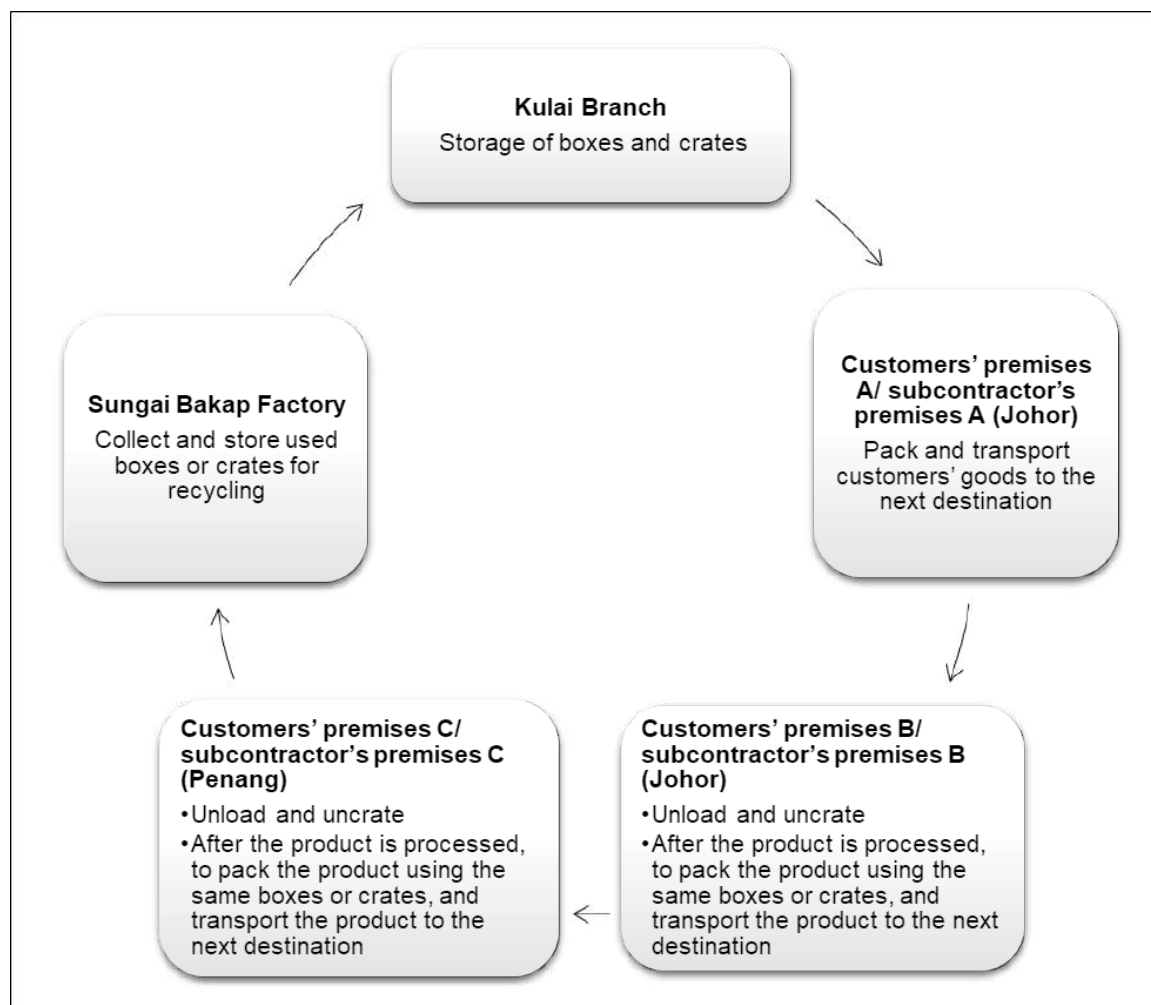 Kulai Branch
Storage of boxes and crates
Customers’ premises
A/ subcontractor’s
premises A (Johor)
Pack and transport
customers’ goods to the
next destination
Customers’ premises B/
subcontractor’s premises B
(Johor)
•Unload and uncrate
•After the product is processed,
to pack the product using the
same boxes or crates, and
transport the product to the next
destination
Customers’ premises C/
subcontractor’s premises C
(Penang)
•Unload and uncrate
•After the product is processed,
to pack the product using the
same boxes or crates, and
transport the product to the
next destination
Sungai Bakap Factory
Collect and store used
boxes or crates for
recycling